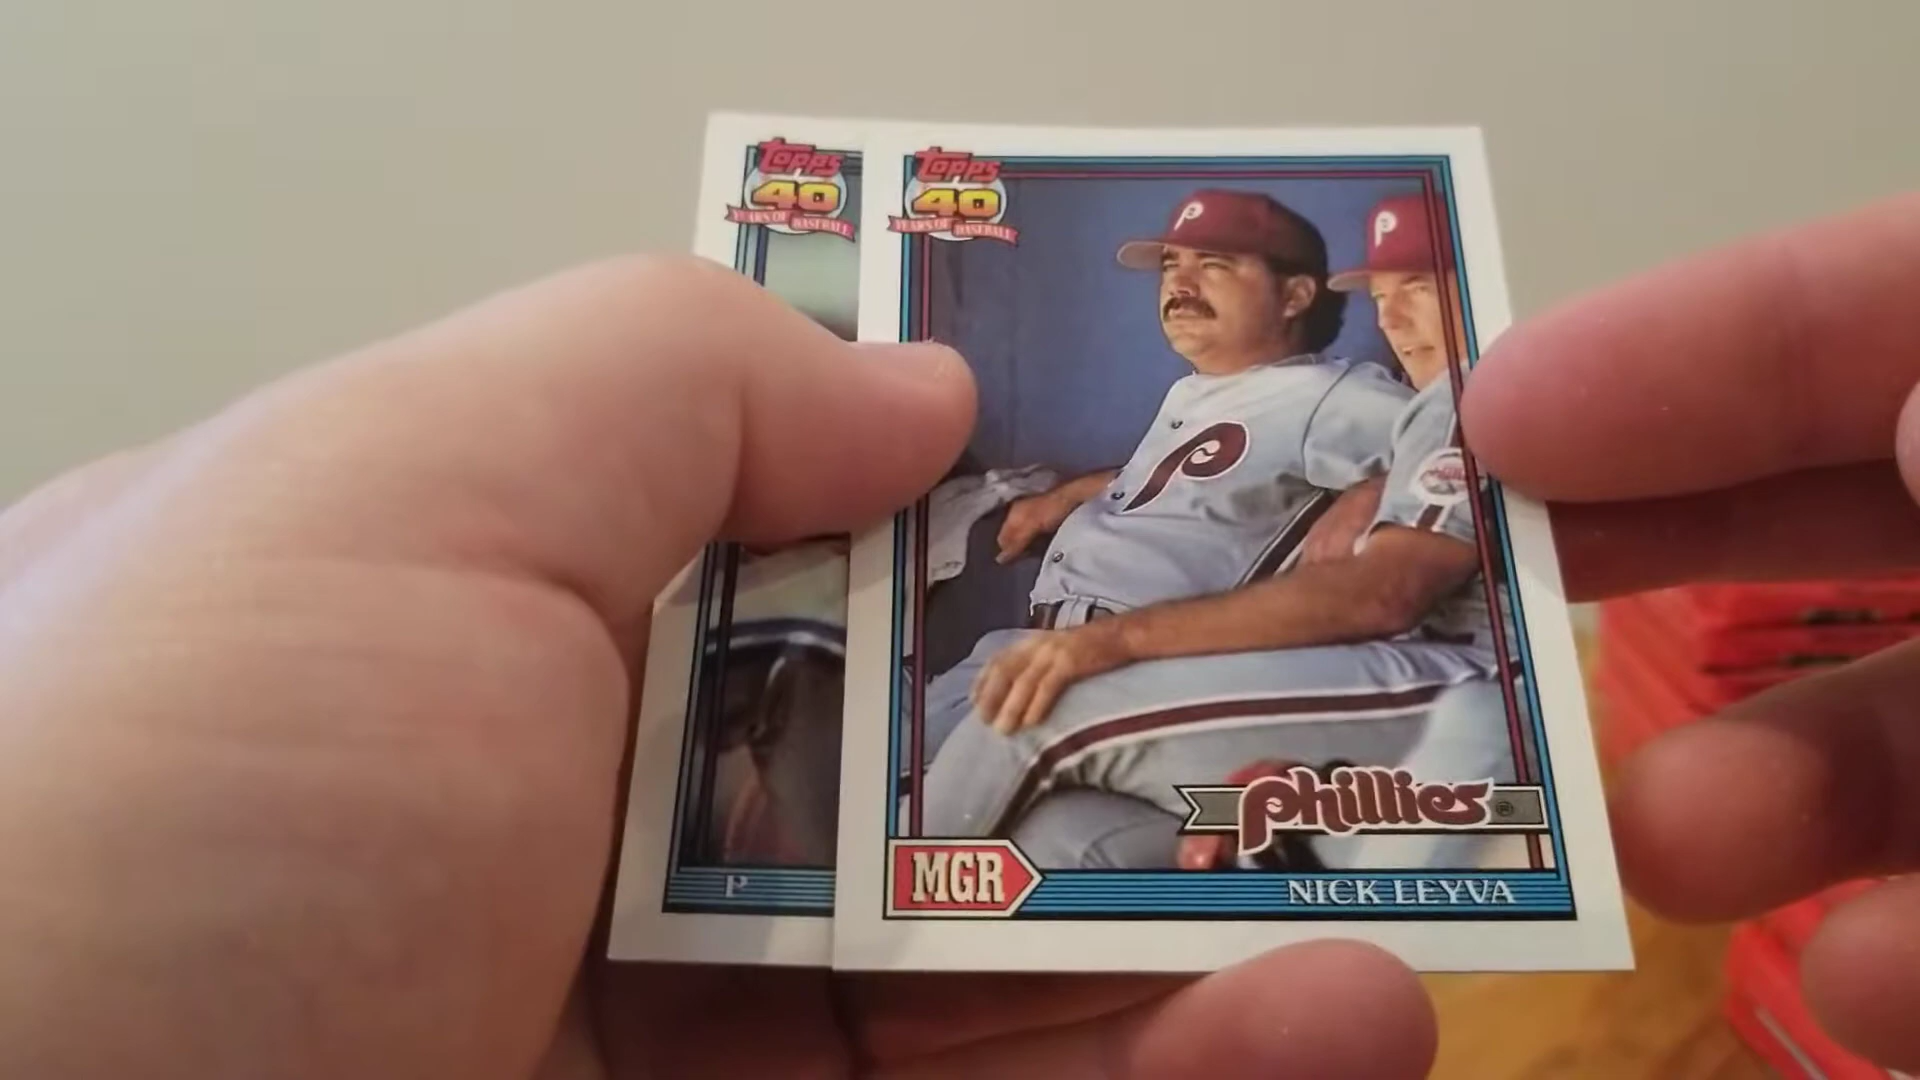 topps
40
YEARS OF BASEBALL
P
topps
40
YEARS OF BASEBALL
P
P
P
Phillies®
MGR
NICK LEYVA